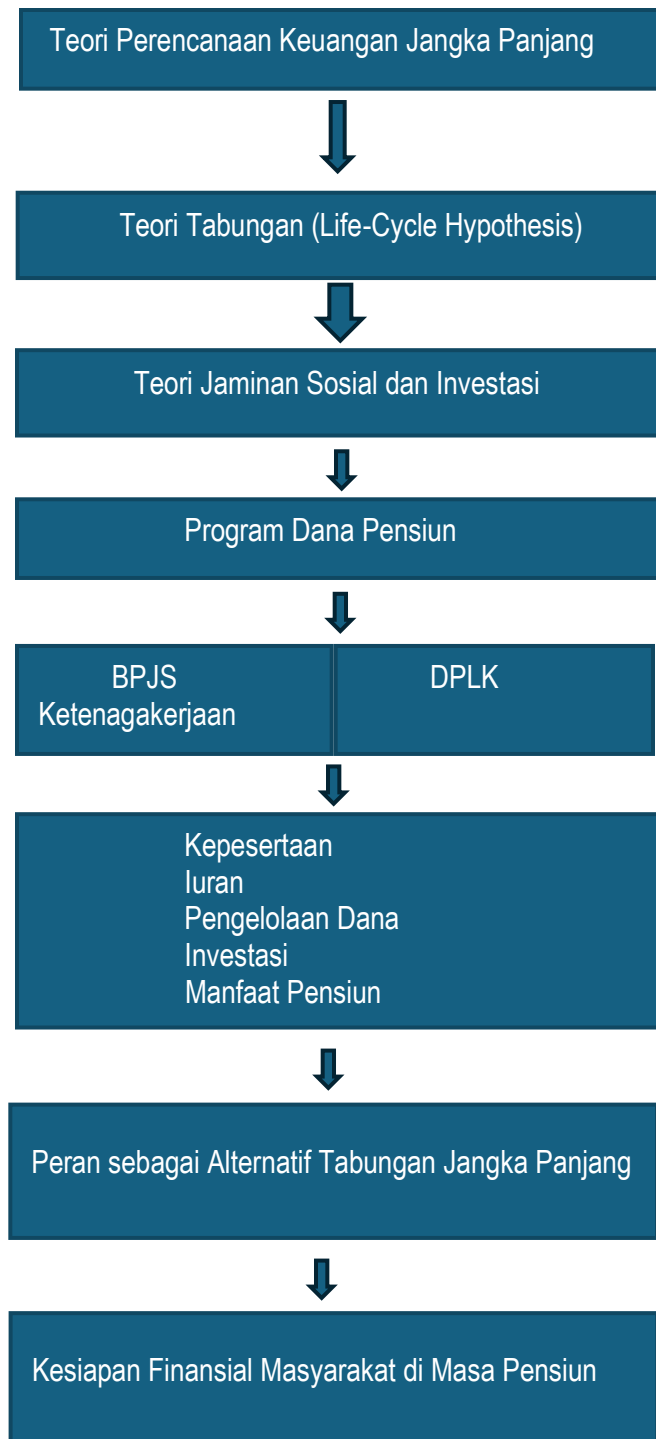 Teori Perencanaan Keuangan Jangka Panjang
Teori Tabungan (Life-Cycle Hypothesis)
Teori Jaminan Sosial dan Investasi
Program Dana Pensiun
BPJS
Ketenagakerjaan
DPLK
Kepesertaan
Iuran
Pengelolaan Dana
Investasi
Manfaat Pensiun
Peran sebagai Alternatif Tabungan Jangka Panjang
Kesiapan Finansial Masyarakat di Masa Pensiun